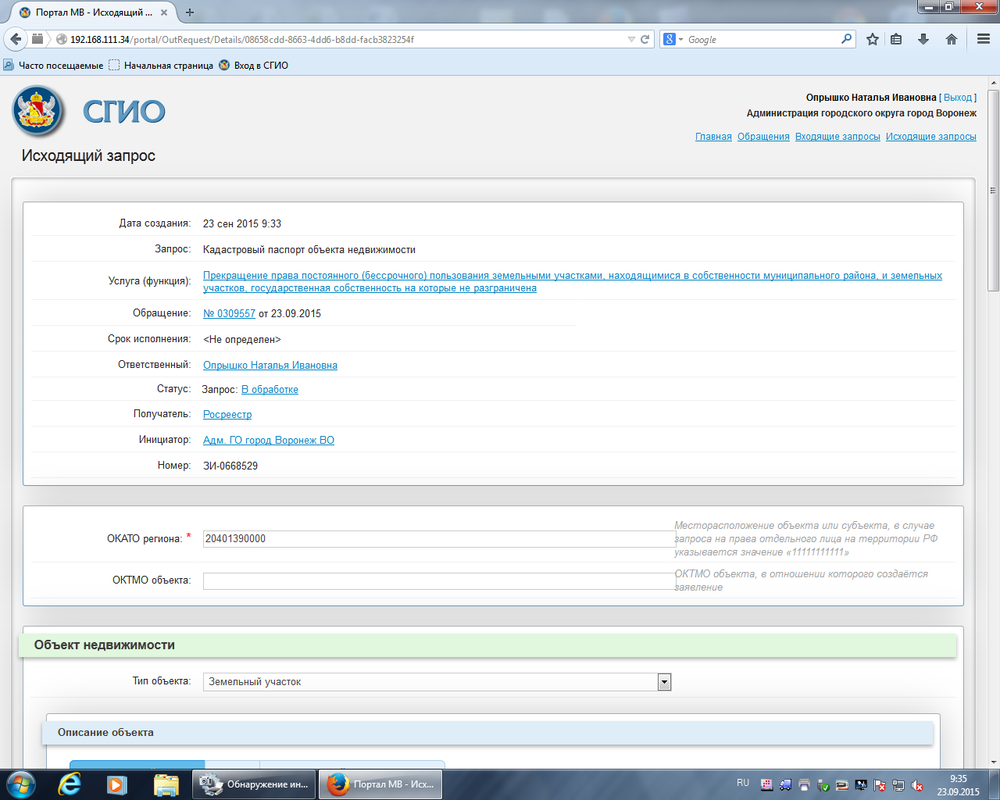 Портал МВ - Исходящий ...
192.168.111.34/portal/OutRequest/Details/08658cdd-8663-4dd6-b8dd-facb3823254f
Google
Часто посещаемые
Начальная страница
Вход в СГИО
СГИО
Опрышко Наталья Ивановна [ Выход ]
Администрация городского округа город Воронеж
Главная Обращения Входящие запросы Исходящие запросы
Исходящий запрос
Дата создания: 23 сен 2015 9:33
Запрос: Кадастровый паспорт объекта недвижимости
Услуга (функция): Прекращение права постоянного (бессрочного) пользования земельными участками, находящимися в собственности муниципального района, и земельных
участков, государственная собственность на которые не разграничена
Обращение: № 0309557 от 23.09.2015
Срок исполнения: <Не определен>
Ответственный: Опрышко Наталья Ивановна
Статус: Запрос: В обработке
Получатель: Росреестр
Инициатор: Адм. ГО город Воронеж ВО
Номер: ЗИ-0668529
ОКАТО региона: * 20401390000
Месторасположение объекта или субъекта, в случае
запроса на права отдельного лица на территории РФ
указывается значение «11111111111»
ОКТМО объекта:
ОКТМО объекта, в отношении которого создаётся
заявление
Объект недвижимости
Тип объекта: Земельный участок
Описание объекта
Обнаружение ин...
Портал МВ - Исх...
RU
9:35
23.09.2015